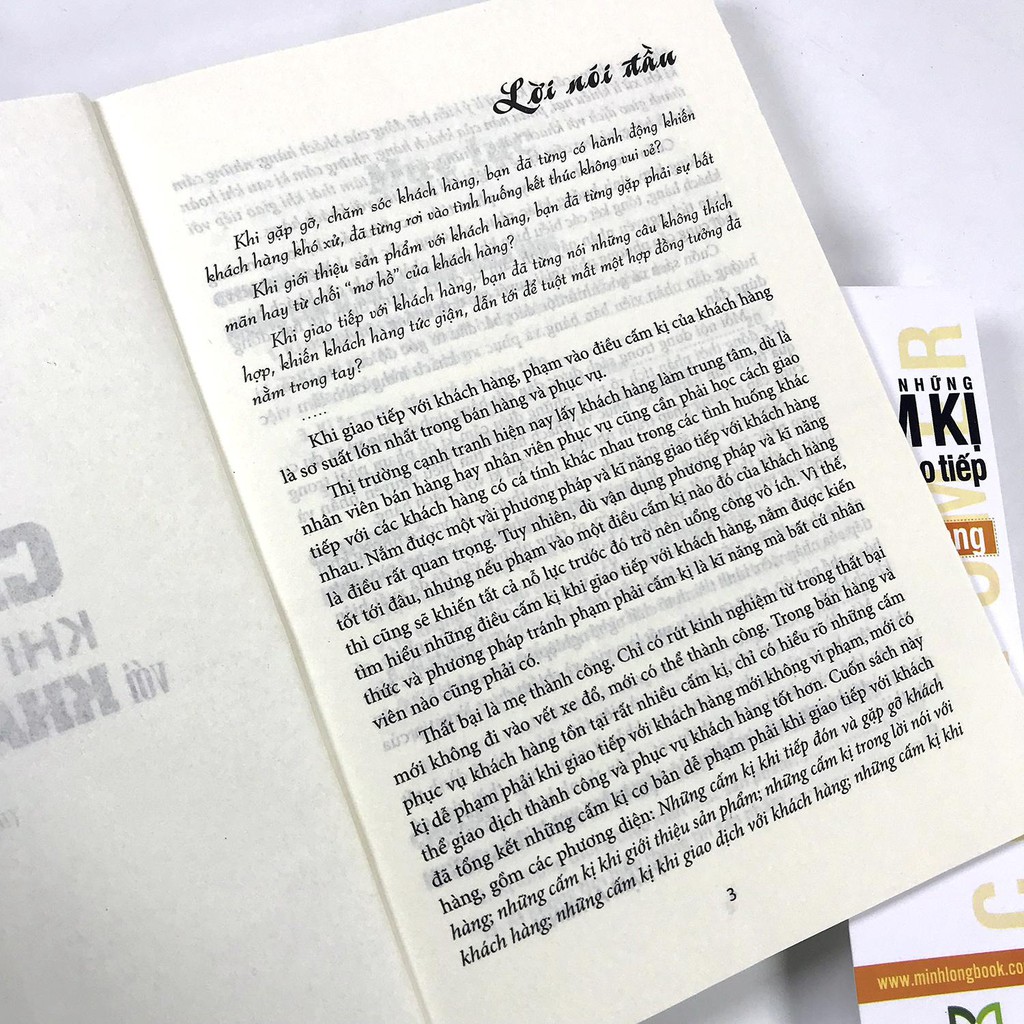 Lời nói đầu
Khi gặp gỡ, chăm sóc khách hàng, bạn đã từng có hành động khiến
khách hàng khó xử, đã từng rơi vào tình huống kết thúc không vui vẻ?
Khi giới thiệu sản phẩm với khách hàng, bạn đã từng gặp phải sự bất
mãn hay từ chối “mơ hồ” của khách hàng?
Khi giao tiếp với khách hàng, bạn đã từng nói những câu không thích
hợp, khiến khách hàng tức giận, dẫn tới để tuột mất một hợp đồng tưởng đã
nằm trong tay?
.....
Khi giao tiếp với khách hàng, phạm vào điều cấm kị của khách hàng
là sơ suất lớn nhất trong bán hàng và phục vụ.
Thị trường cạnh tranh hiện nay lấy khách hàng làm trung tâm, dù là
nhân viên bán hàng hay nhân viên phục vụ cũng cần phải học cách giao
tiếp với các khách hàng có cá tính khác nhau trong các tình huống khác
nhau. Nắm được một vài phương pháp và kĩ năng giao tiếp với khách hàng
là điều rất quan trọng. Tuy nhiên, dù vận dụng phương pháp và kĩ năng
tốt tới đâu, nhưng nếu phạm vào một điều cấm kị nào đó của khách hàng
thì cũng sẽ khiến tất cả nỗ lực trước đó trở nên uổng công vô ích. Vì thế,
tìm hiểu những điều cấm kị khi giao tiếp với khách hàng, nắm được kiến
thức và phương pháp tránh phạm phải cấm kị là kĩ năng mà bất cứ nhân
viên nào cũng phải có.
Thất bại là mẹ thành công. Chỉ có rút kinh nghiệm từ trong thất bại
mới không đi vào vết xe đổ, mới có thể thành công. Trong bán hàng và
phục vụ khách hàng tồn tại rất nhiều cấm kị, chỉ có hiểu rõ những cấm
kị dễ phạm phải khi giao tiếp với khách hàng mới không vi phạm, mới có
thể giao dịch thành công và phục vụ khách hàng tốt hơn. Cuốn sách này
đã tổng kết những cấm kị cơ bản dễ phạm phải khi giao tiếp với khách
hàng, gồm các phương diện: Những cấm kị khi tiếp đón và gặp gỡ khách
hàng; những cấm kị khi giới thiệu sản phẩm; những cấm kị trong lời nói với
khách hàng; những cấm kị khi giao dịch với khách hàng; những cấm kị khi
3
NHỮNG
KỊ
tiếp
www.minhlongbook.co